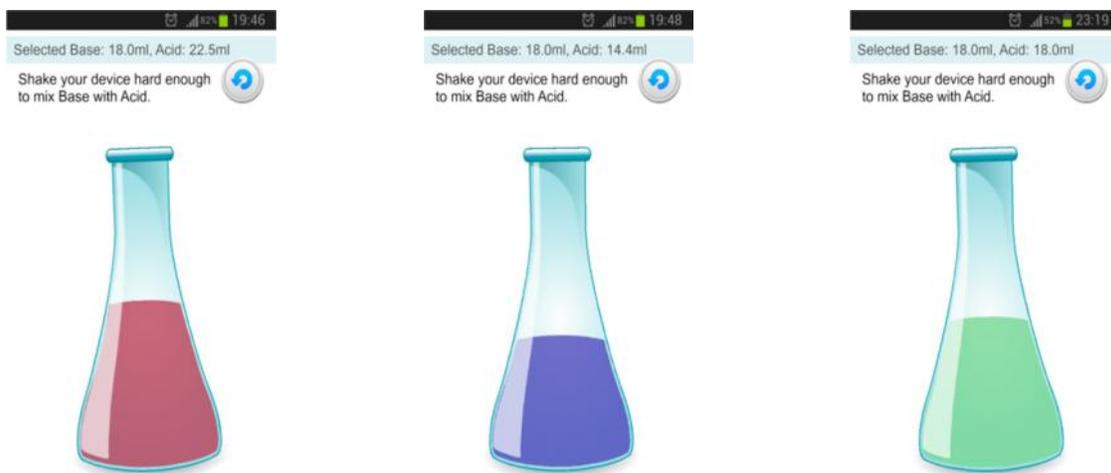 82% 19:46
Selected Base: 18.0ml, Acid: 22.5ml
Shake your device hard enough
to mix Base with Acid.
82% 19:48
Selected Base: 18.0ml, Acid: 14.4ml
Shake your device hard enough
to mix Base with Acid.
52% 23:19
Selected Base: 18.0ml, Acid: 18.0ml
Shake your device hard enough
to mix Base with Acid.